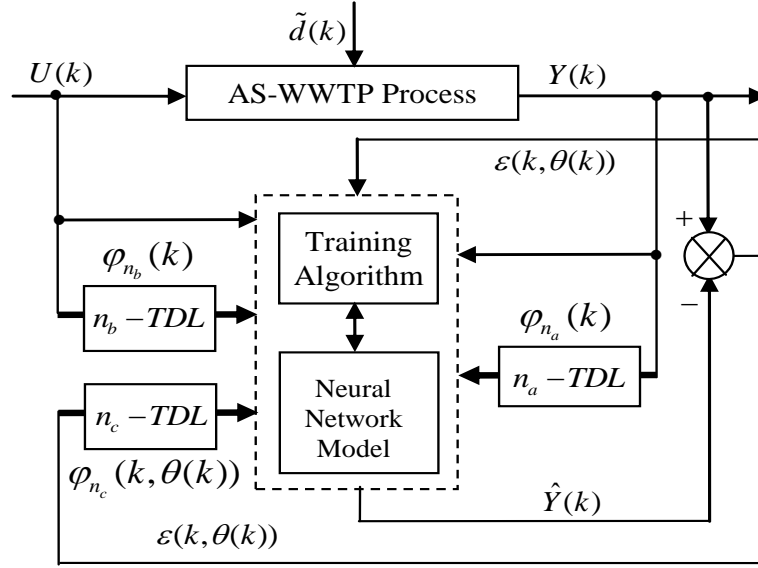 d̃(k)
U(k)
AS-WWTP Process
Y(k)
ε(k,θ(k))
Training
Algorithm
+
−
φ_{n_b}(k)
n_b −TDL
φ_{n_a}(k)
n_a −TDL
Neural
Network
Model
n_c −TDL
φ_{n_c}(k,θ(k))
Ŷ(k)
ε(k,θ(k))